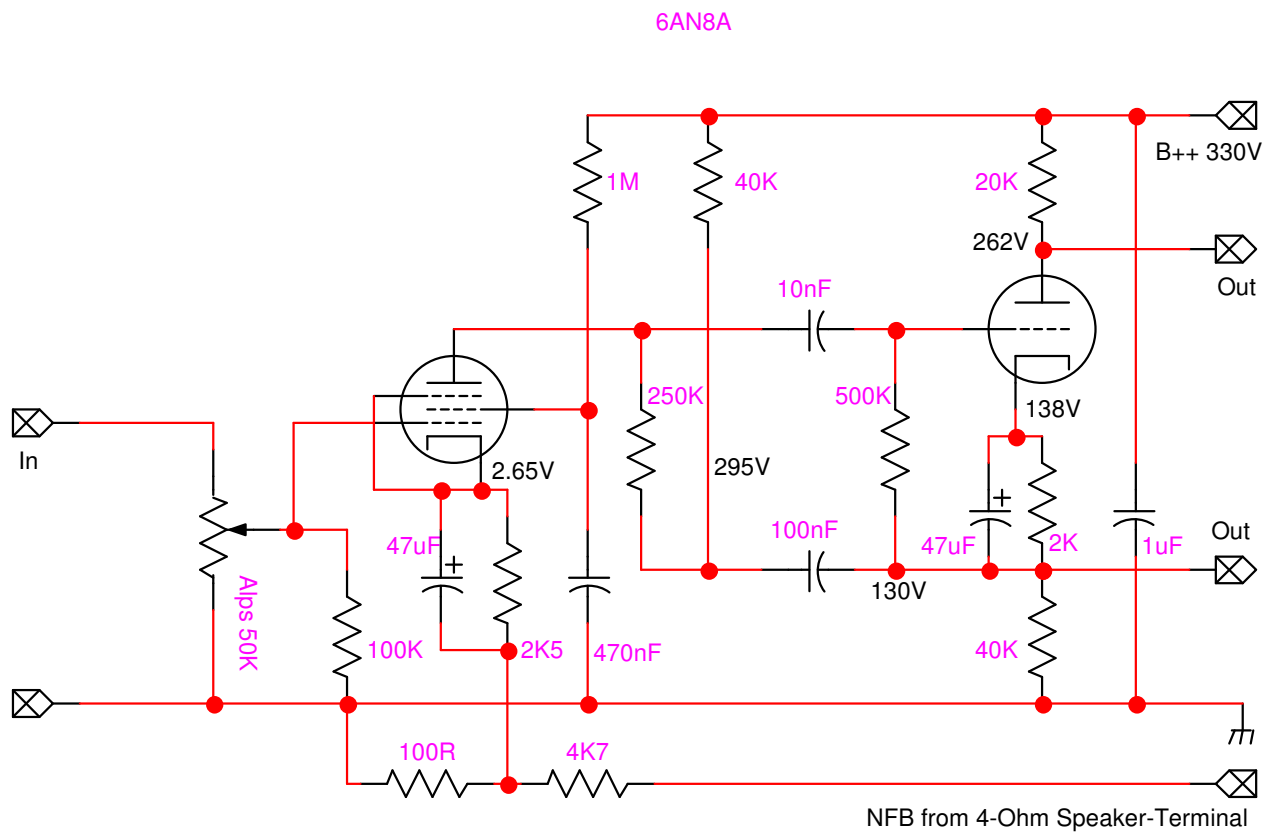 6AN8A
B++ 330V
1M
40K
20K
262V
Out
10nF
250K
500K
138V
In
2.65V
295V
47uF
100nF
47uF
2K
1uF
Out
130V
Alps 50K
100K
2K5
470nF
40K
100R
4K7
NFB from 4-Ohm Speaker-Terminal